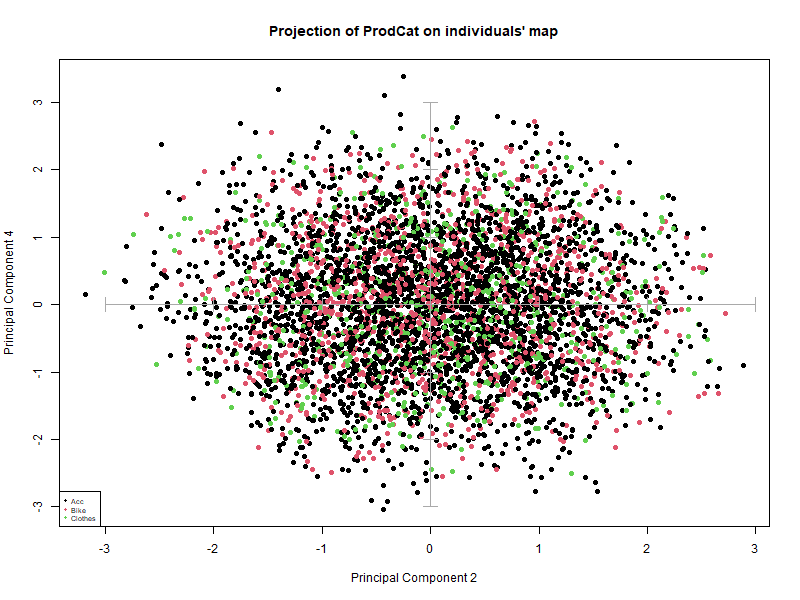 Projection of ProdCat on individuals' map
Principal Component 4
3
2
1
0
-1
-2
-3
Acc
Bike
Clothes
-3
-2
-1
0
1
2
3
Principal Component 2